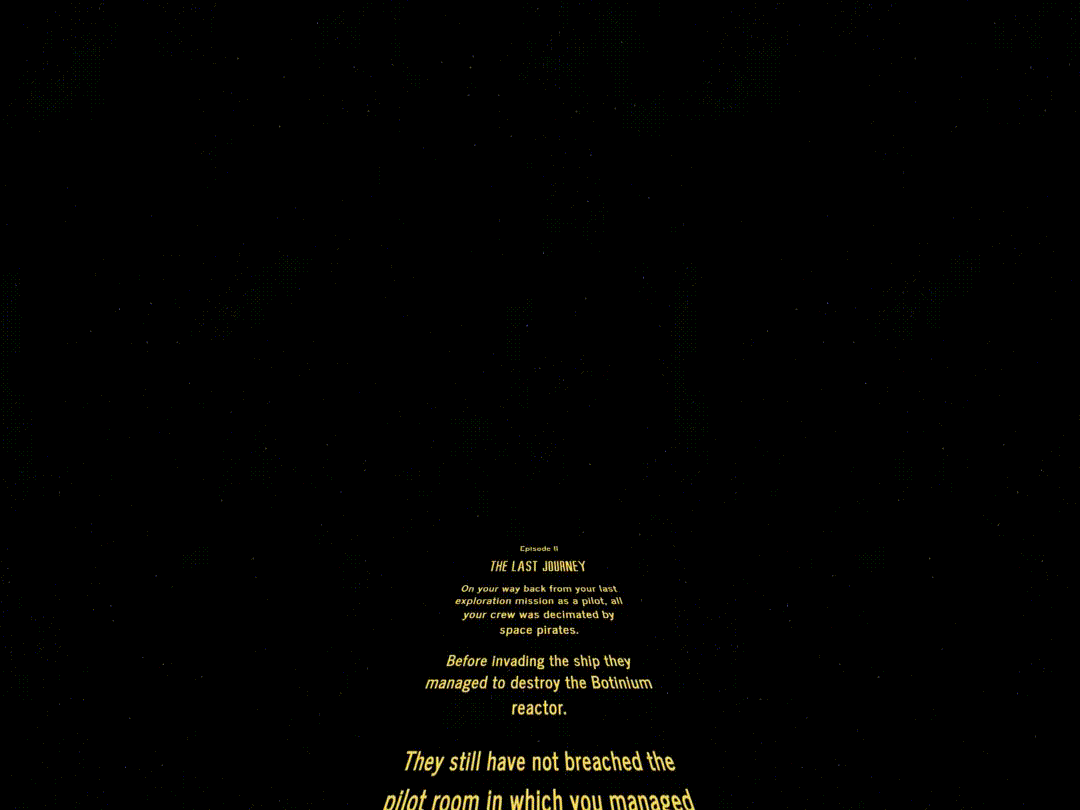 Episode II
THE LAST JOURNEY
On your way back from your last
exploration mission as a pilot, all
your crew was decimated by
space pirates.
Before invading the ship they
managed to destroy the Botinium
reactor.
They still have not breached the
pilot room in which you managed